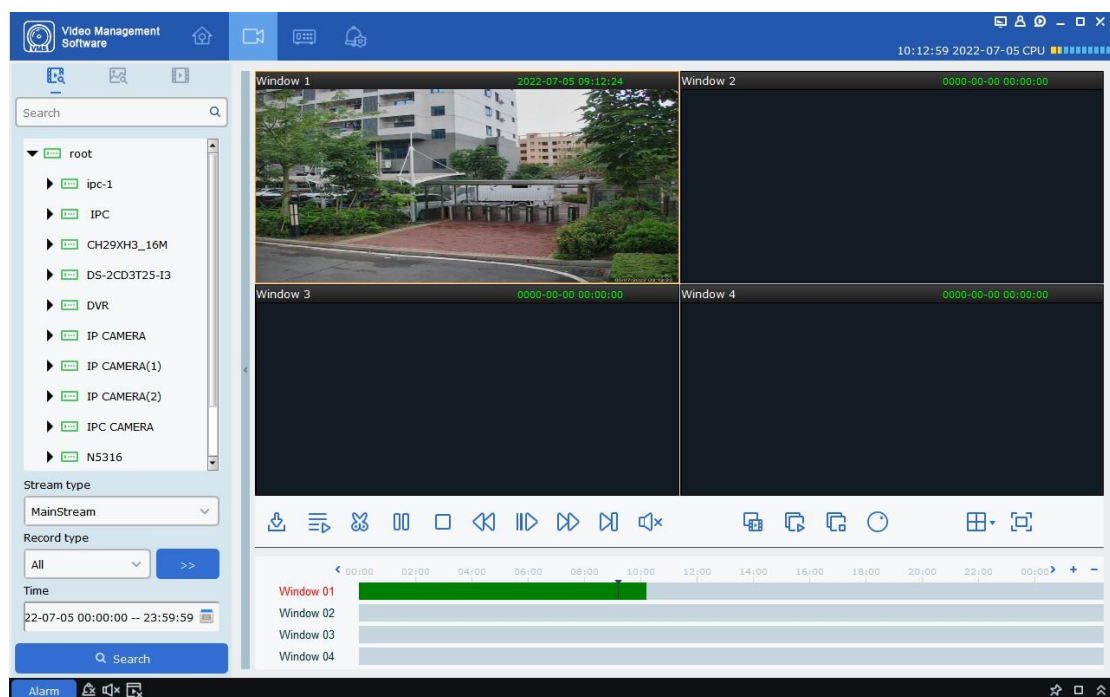 Video Management
Software
VMS
10:12:59 2022-07-05 CPU
Search
root
ipc-1
IPC
CH29XH3_16M
DS-2CD3T25-I3
DVR
IP CAMERA
IP CAMERA(1)
IP CAMERA(2)
IPC CAMERA
N5316
Stream type
MainStream
Record type
All
>>
Time
22-07-05 00:00:00 -- 23:59:59
Search
Window 1 2022-07-05 09:12:24
Window 2 0000-00-00 00:00:00
Window 3 0000-00-00 00:00:00
Window 4 0000-00-00 00:00:00
00:00 02:00 04:00 06:00 08:00 10:00 12:00 14:00 16:00 18:00 20:00 22:00 00:00
Window 01
Window 02
Window 03
Window 04
Alarm